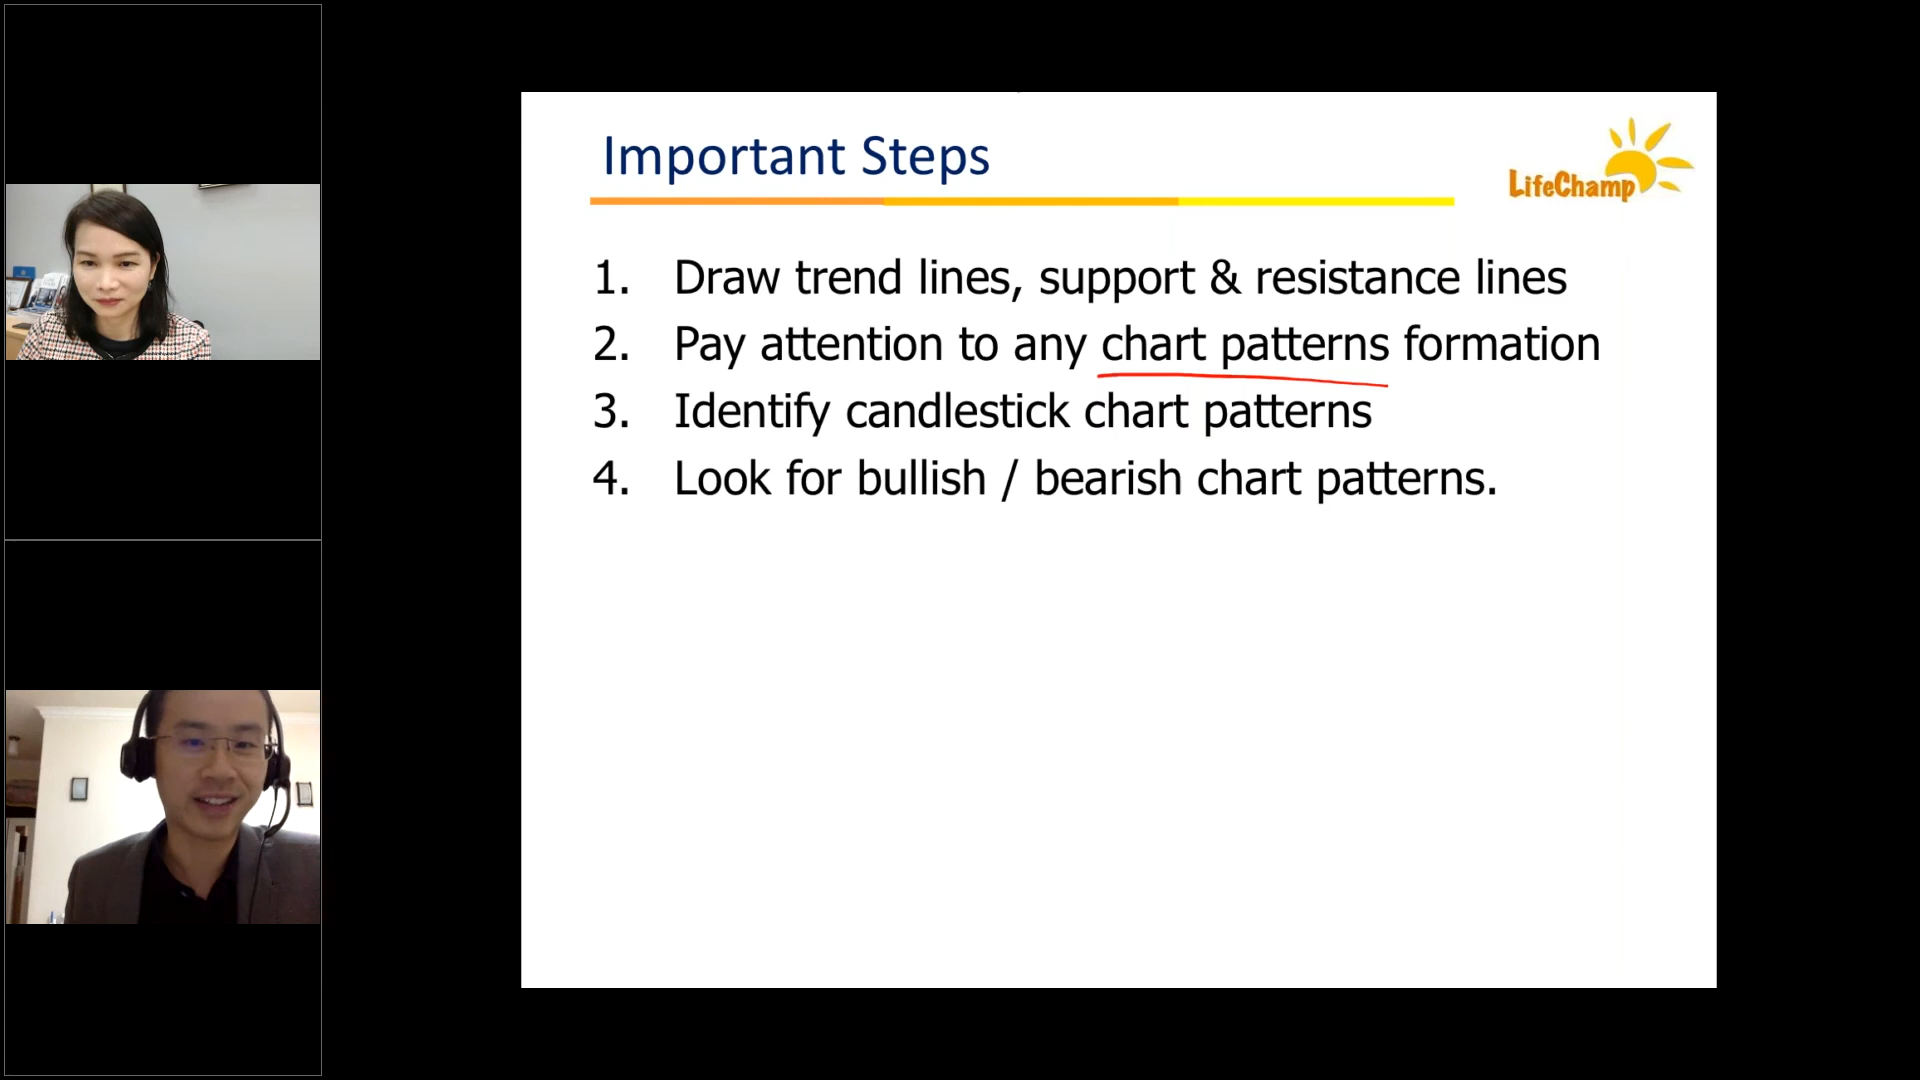 Important Steps
LifeChamp
1. Draw trend lines, support & resistance lines
2. Pay attention to any chart patterns formation
3. Identify candlestick chart patterns
4. Look for bullish / bearish chart patterns.